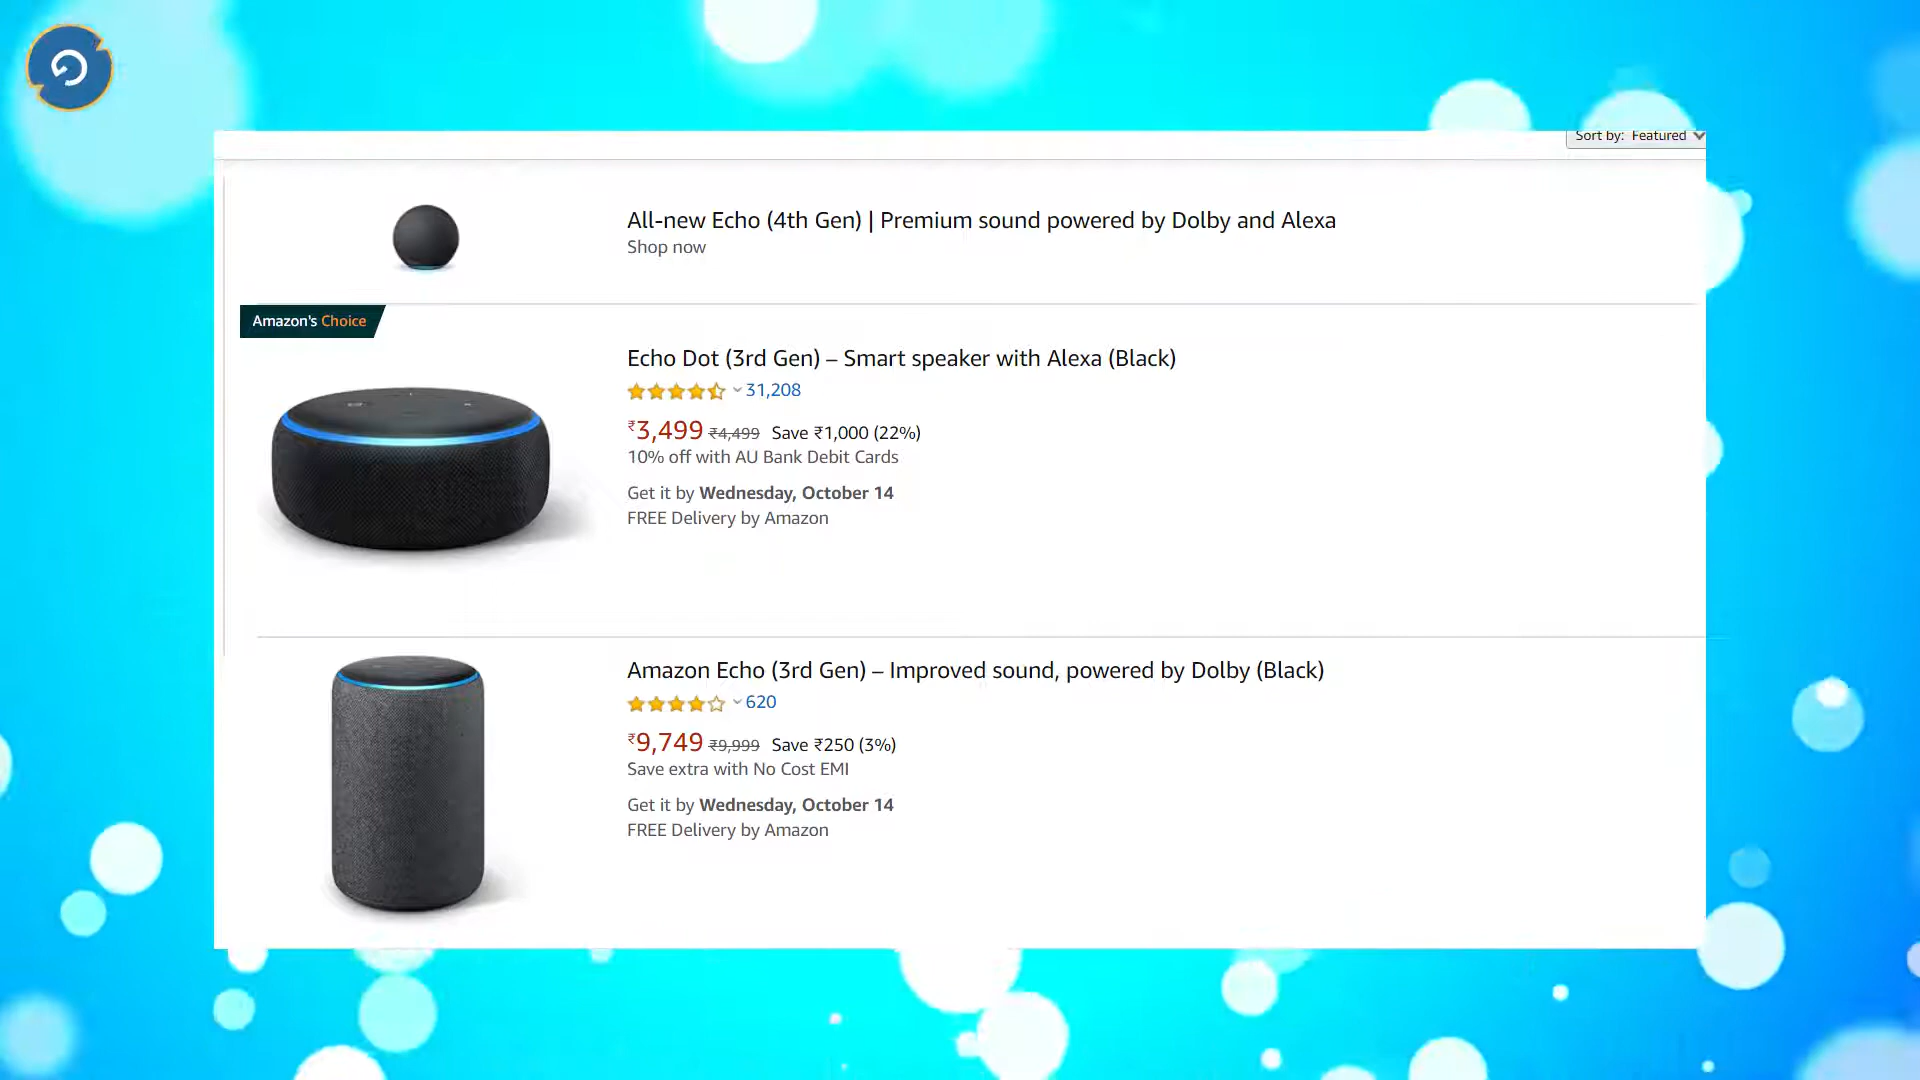 Sort by: Featured
All-new Echo (4th Gen) | Premium sound powered by Dolby and Alexa
Shop now
Amazon's Choice
Echo Dot (3rd Gen) – Smart speaker with Alexa (Black)
31,208
₹3,499 ₹4,499 Save ₹1,000 (22%)
10% off with AU Bank Debit Cards
Get it by Wednesday, October 14
FREE Delivery by Amazon
Amazon Echo (3rd Gen) – Improved sound, powered by Dolby (Black)
620
₹9,749 ₹9,999 Save ₹250 (3%)
Save extra with No Cost EMI
Get it by Wednesday, October 14
FREE Delivery by Amazon